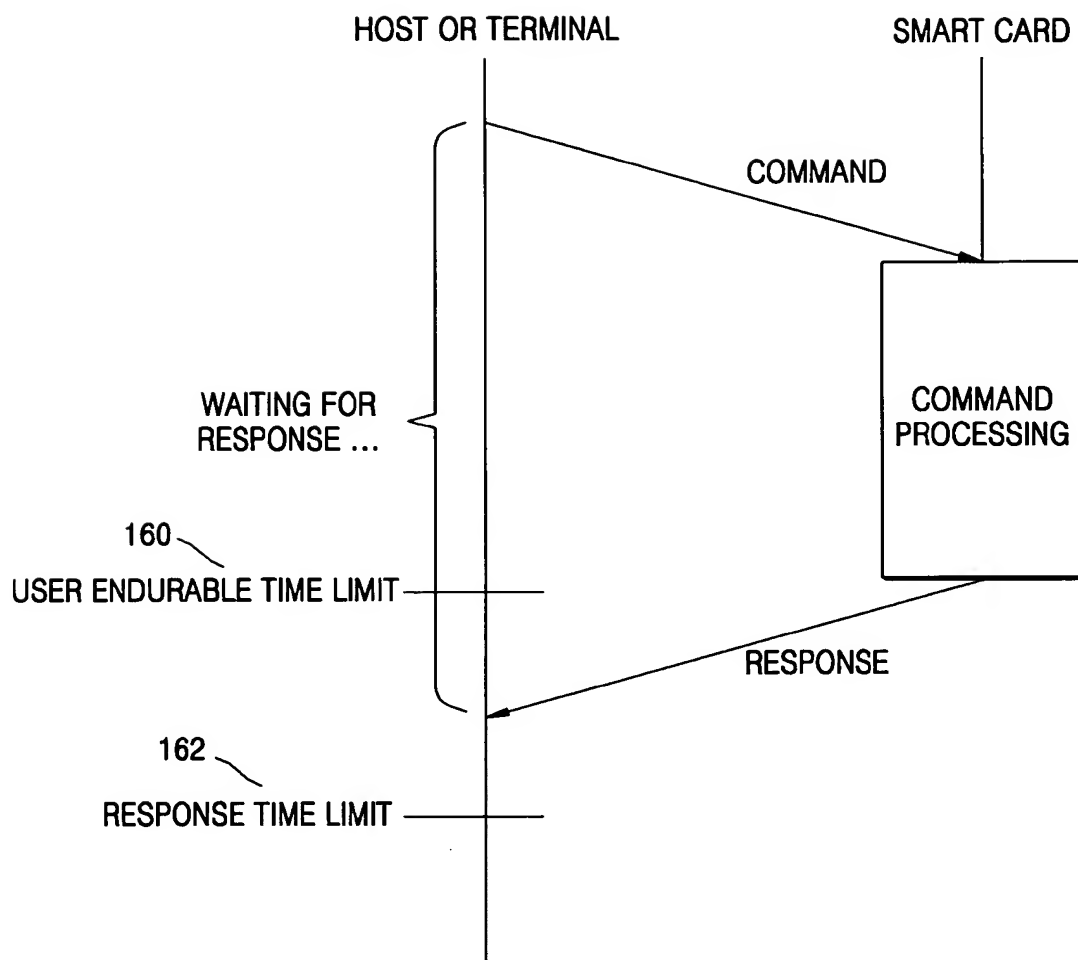 HOST OR TERMINAL
SMART CARD
COMMAND
WAITING FOR
RESPONSE ...
COMMAND
PROCESSING
160
USER ENDURABLE TIME LIMIT
RESPONSE
162
RESPONSE TIME LIMIT